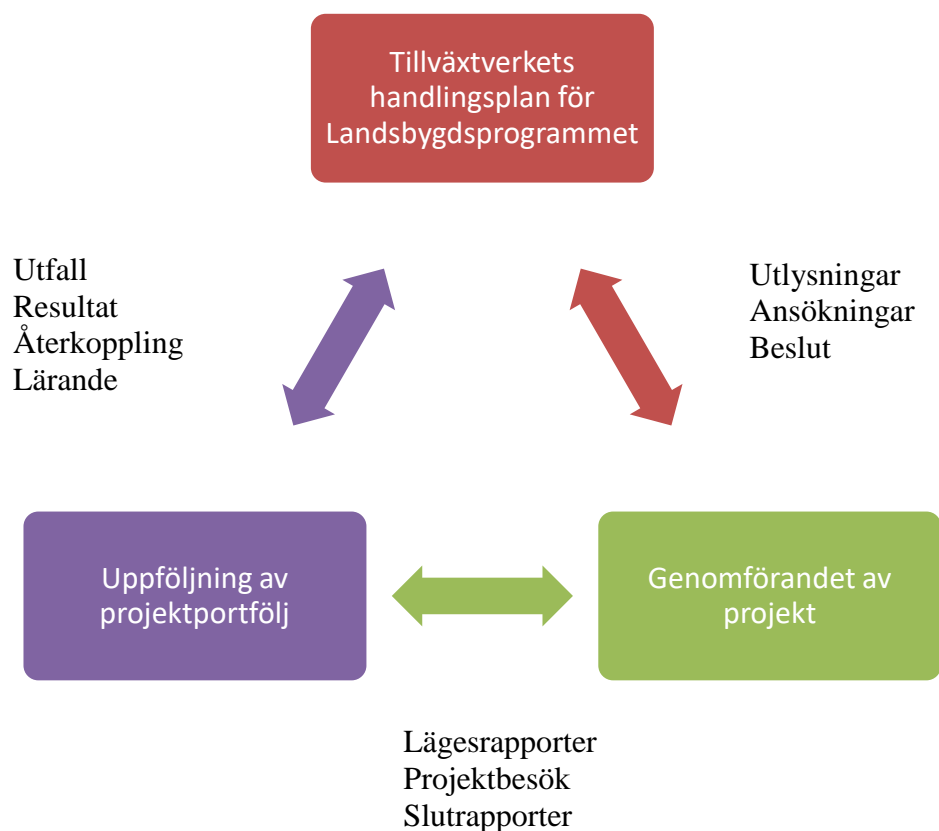 Tillväxtverkets
handlingsplan för
Landsbygdsprogrammet
Utfall
Resultat
Återkoppling
Lärande
Utlysningar
Ansökningar
Beslut
Uppföljning av
projektportfölj
Genomförandet av
projekt
Lägesrapporter
Projektbesök
Slutrapporter